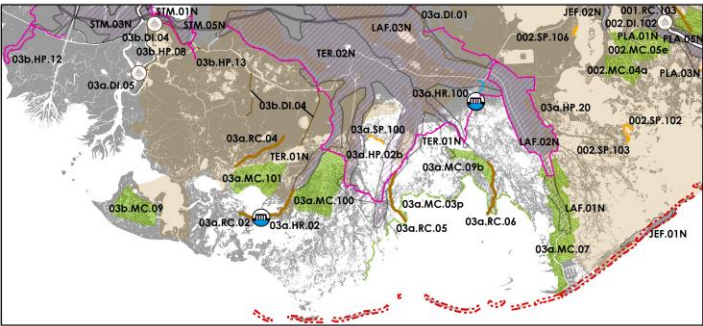 STM.01N
JEF.02N
001.RC.103
STM.03N
STM.05N
03a.DI.01
002.DI.102
03b.DI.04
LAF.03N
002.SP.106
PLA.01N
PLA.05N
03b.HP.08
TER.02N
002.MC.05e
03b.HP.12
03b.HP.13
002.MC.04a
PLA.03N
03a.DI.05
03a.HR.100
03b.DI.04
03a.HP.20
03a.SP.100
002.SP.102
03a.RC.04
TER.01N
LAF.02N
TER.01N
03a.HP.02b
002.SP.103
03a.MC.09b
03a.MC.101
03a.MC.100
03b.MC.09
03a.MC.03p
LAF.01N
03a.RC.02
03a.HR.02
03a.RC.05
03a.RC.06
JEF.01N
03a.MC.07